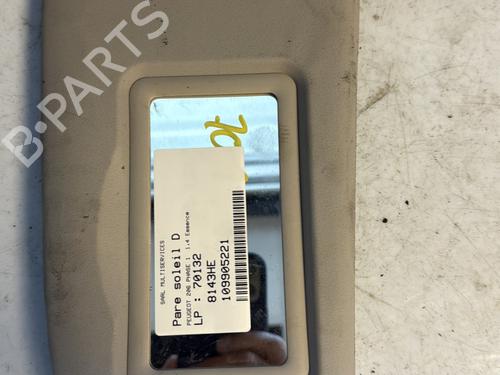 B-PARTS
SARL MULTISERVICES
Pare soleil D
PEUGEOT 206 PHASE 1 1.4 Essence
LP : 70132
8143HE
109905221